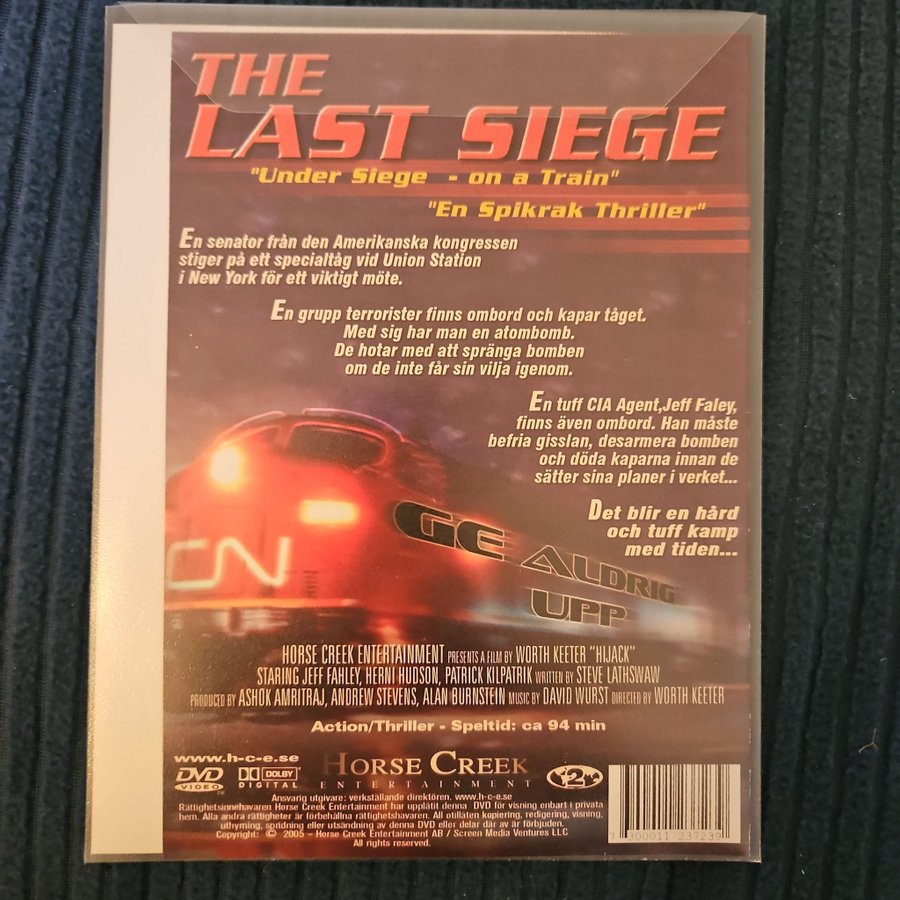 THE
LAST SIEGE
"Under Siege - on a Train"
"En Spikrak Thriller"
En senator från den Amerikanska kongressen
stiger på ett specialtåg vid Union Station
i New York för ett viktigt möte.
En grupp terrorister finns ombord och kapar tåget.
Med sig har man en atombomb.
De hotar med att spränga bomben
om de inte får sin vilja igenom.
En tuff CIA Agent,Jeff Faley,
finns även ombord. Han måste
befria gisslan, desarmera bomben
och döda kaparna innan de
sätter sina planer i verket...
Det blir en hård
och tuff kamp
med tiden...
GE ALDRIG
UPP
CN
HORSE CREEK ENTERTAINMENT PRESENTS A FILM BY WORTH KEETER "HIJACK"
STARING JEFF FAHLEY, HERNI HUDSON, PATRICK KILPATRIK WRITTEN BY STEVE LATHSWAW
PRODUCED BY ASHOK AMRITRAJ, ANDREW STEVENS, ALAN BURNSTEIN MUSIC BY DAVID WURST DIRECTED BY WORTH KEETER
Action/Thriller - Speltid: ca 94 min
www.h-c-e.se
DVD VIDEO TM DOLBY DIGITAL
HORSE CREEK
ENTERTAINMENT
2
Ansvarig utgivare: verkställande direktören. www.h-c-e.se
Rättighetsinnehavaren Horse Creek Entertainment har upplåtit denna DVD för visning enbart i privata
hem. Alla andra rättigheter är förbehållna rättighetshavaren. All otillåten kopiering, redigering, visning,
uthyrning, spridning eller utsändning av denna DVD eller delar där av är förbjuden.
Copyright: © 2005 - Horse Creek Entertainment AB / Screen Media Ventures LLC
All rights reserved.
7 300011 237239